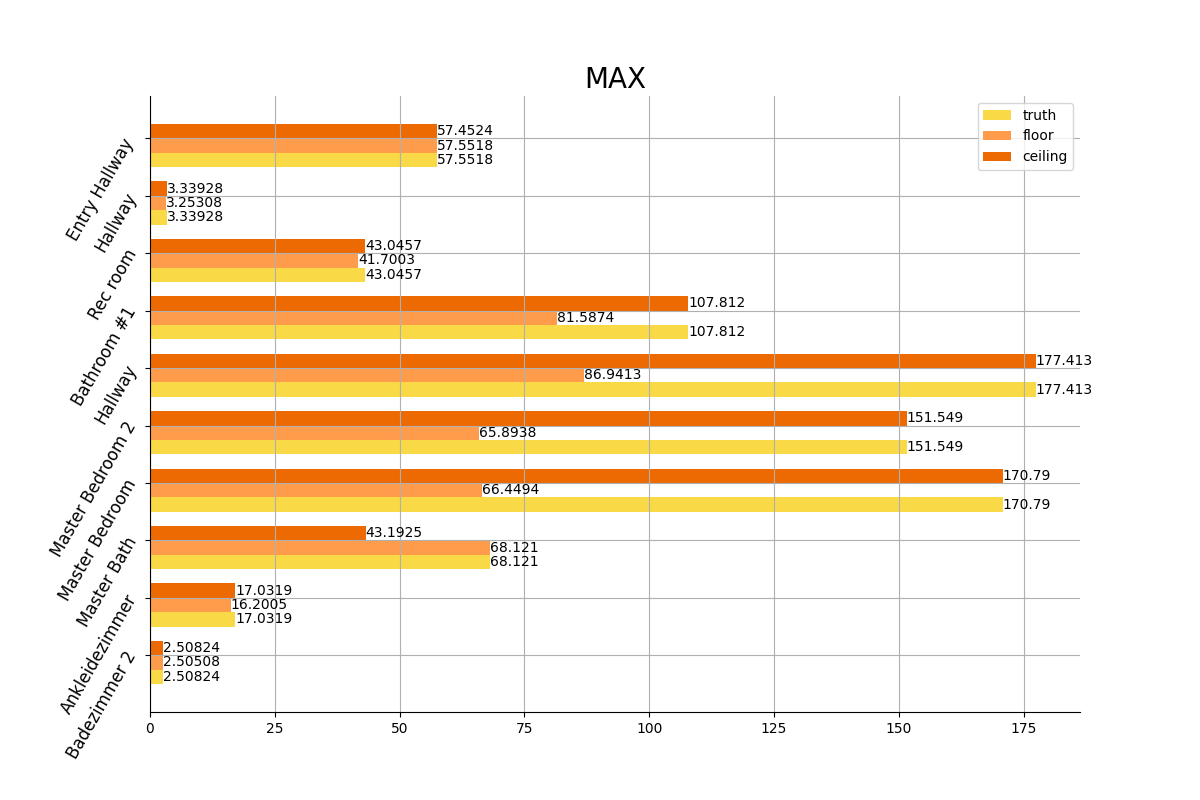 MAX
truth
floor
ceiling
Entry Hallway
57.4524
57.5518
57.5518
Hallway
3.33928
3.25308
3.33928
Rec room
43.0457
41.7003
43.0457
Bathroom #1
107.812
81.5874
107.812
Hallway
177.413
86.9413
177.413
Master Bedroom 2
151.549
65.8938
151.549
Master Bedroom
170.79
66.4494
170.79
Master Bath
43.1925
68.121
68.121
Ankleidezimmer
17.0319
16.2005
17.0319
Badezimmer 2
2.50824
2.50508
2.50824
0 25 50 75 100 125 150 175